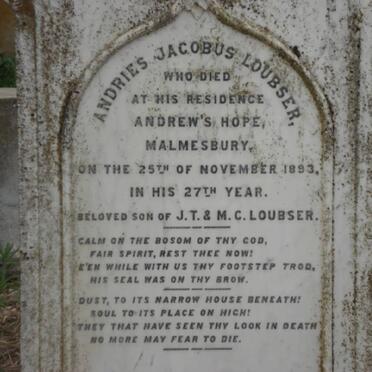 ANDRIES JACOBUS LOUBSER,
WHO DIED
AT HIS RESIDENCE
ANDREW'S HOPE,
MALMESBURY,
ON THE 25TH OF NOVEMBER 1893,
IN HIS 27TH YEAR.
BELOVED SON OF J.T. & M.C. LOUBSER.
CALM ON THE BOSOM OF THY GOD,
FAIR SPIRIT, REST THEE NOW!
E'EN WHILE WITH US THY FOOTSTEP TROD,
HIS SEAL WAS ON THY BROW.
DUST, TO ITS NARROW HOUSE BENEATH!
SOUL TO ITS PLACE ON HIGH!
THEY THAT HAVE SEEN THY LOOK IN DEATH
NO MORE MAY FEAR TO DIE.